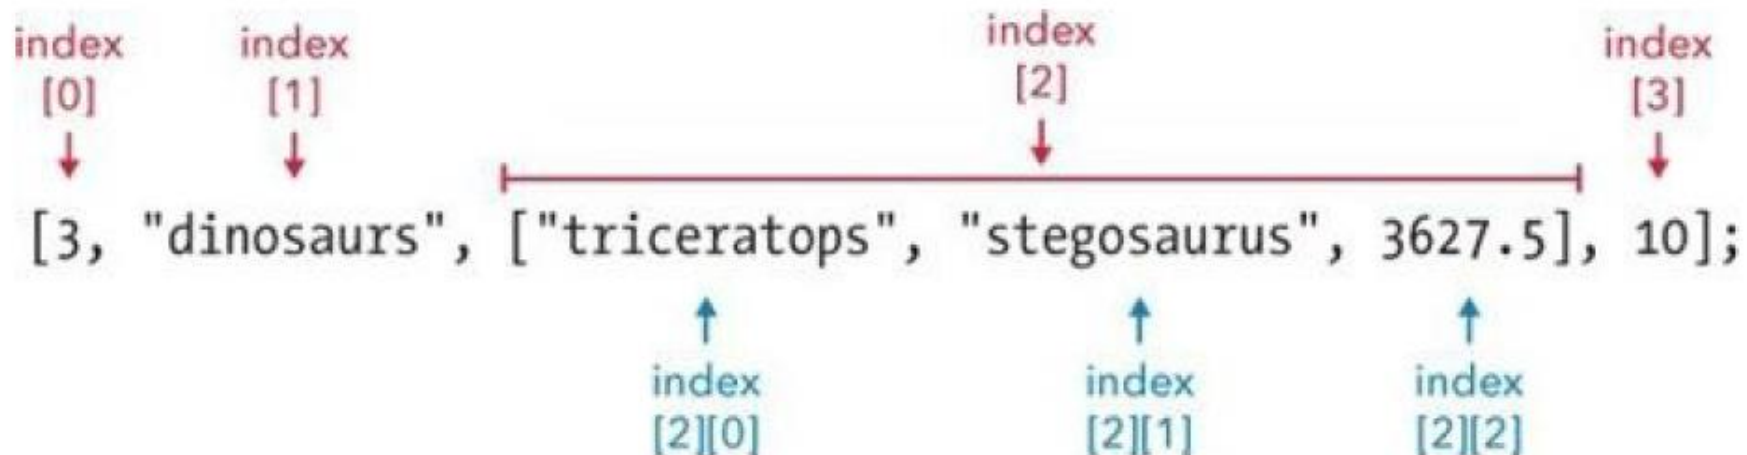 index index index index
[0] [1] [2] [3]
[3, "dinosaurs", ["triceratops", "stegosaurus", 3627.5], 10];
index index index
[2][0] [2][1] [2][2]